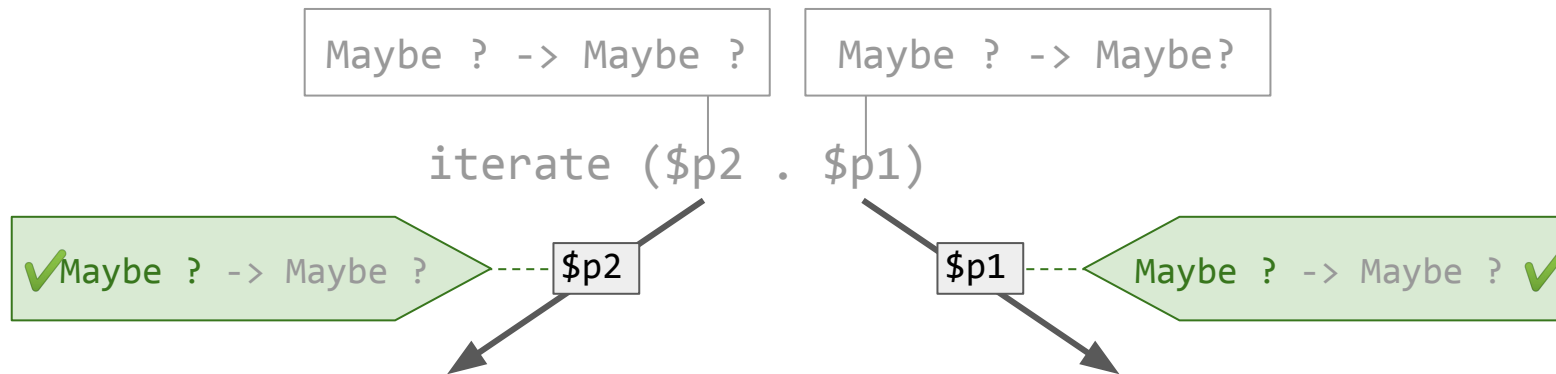 Maybe ? -> Maybe ?
Maybe ? -> Maybe?
iterate ($p2 . $p1)
✔Maybe ? -> Maybe ?
$p2
$p1
Maybe ? -> Maybe ? ✔